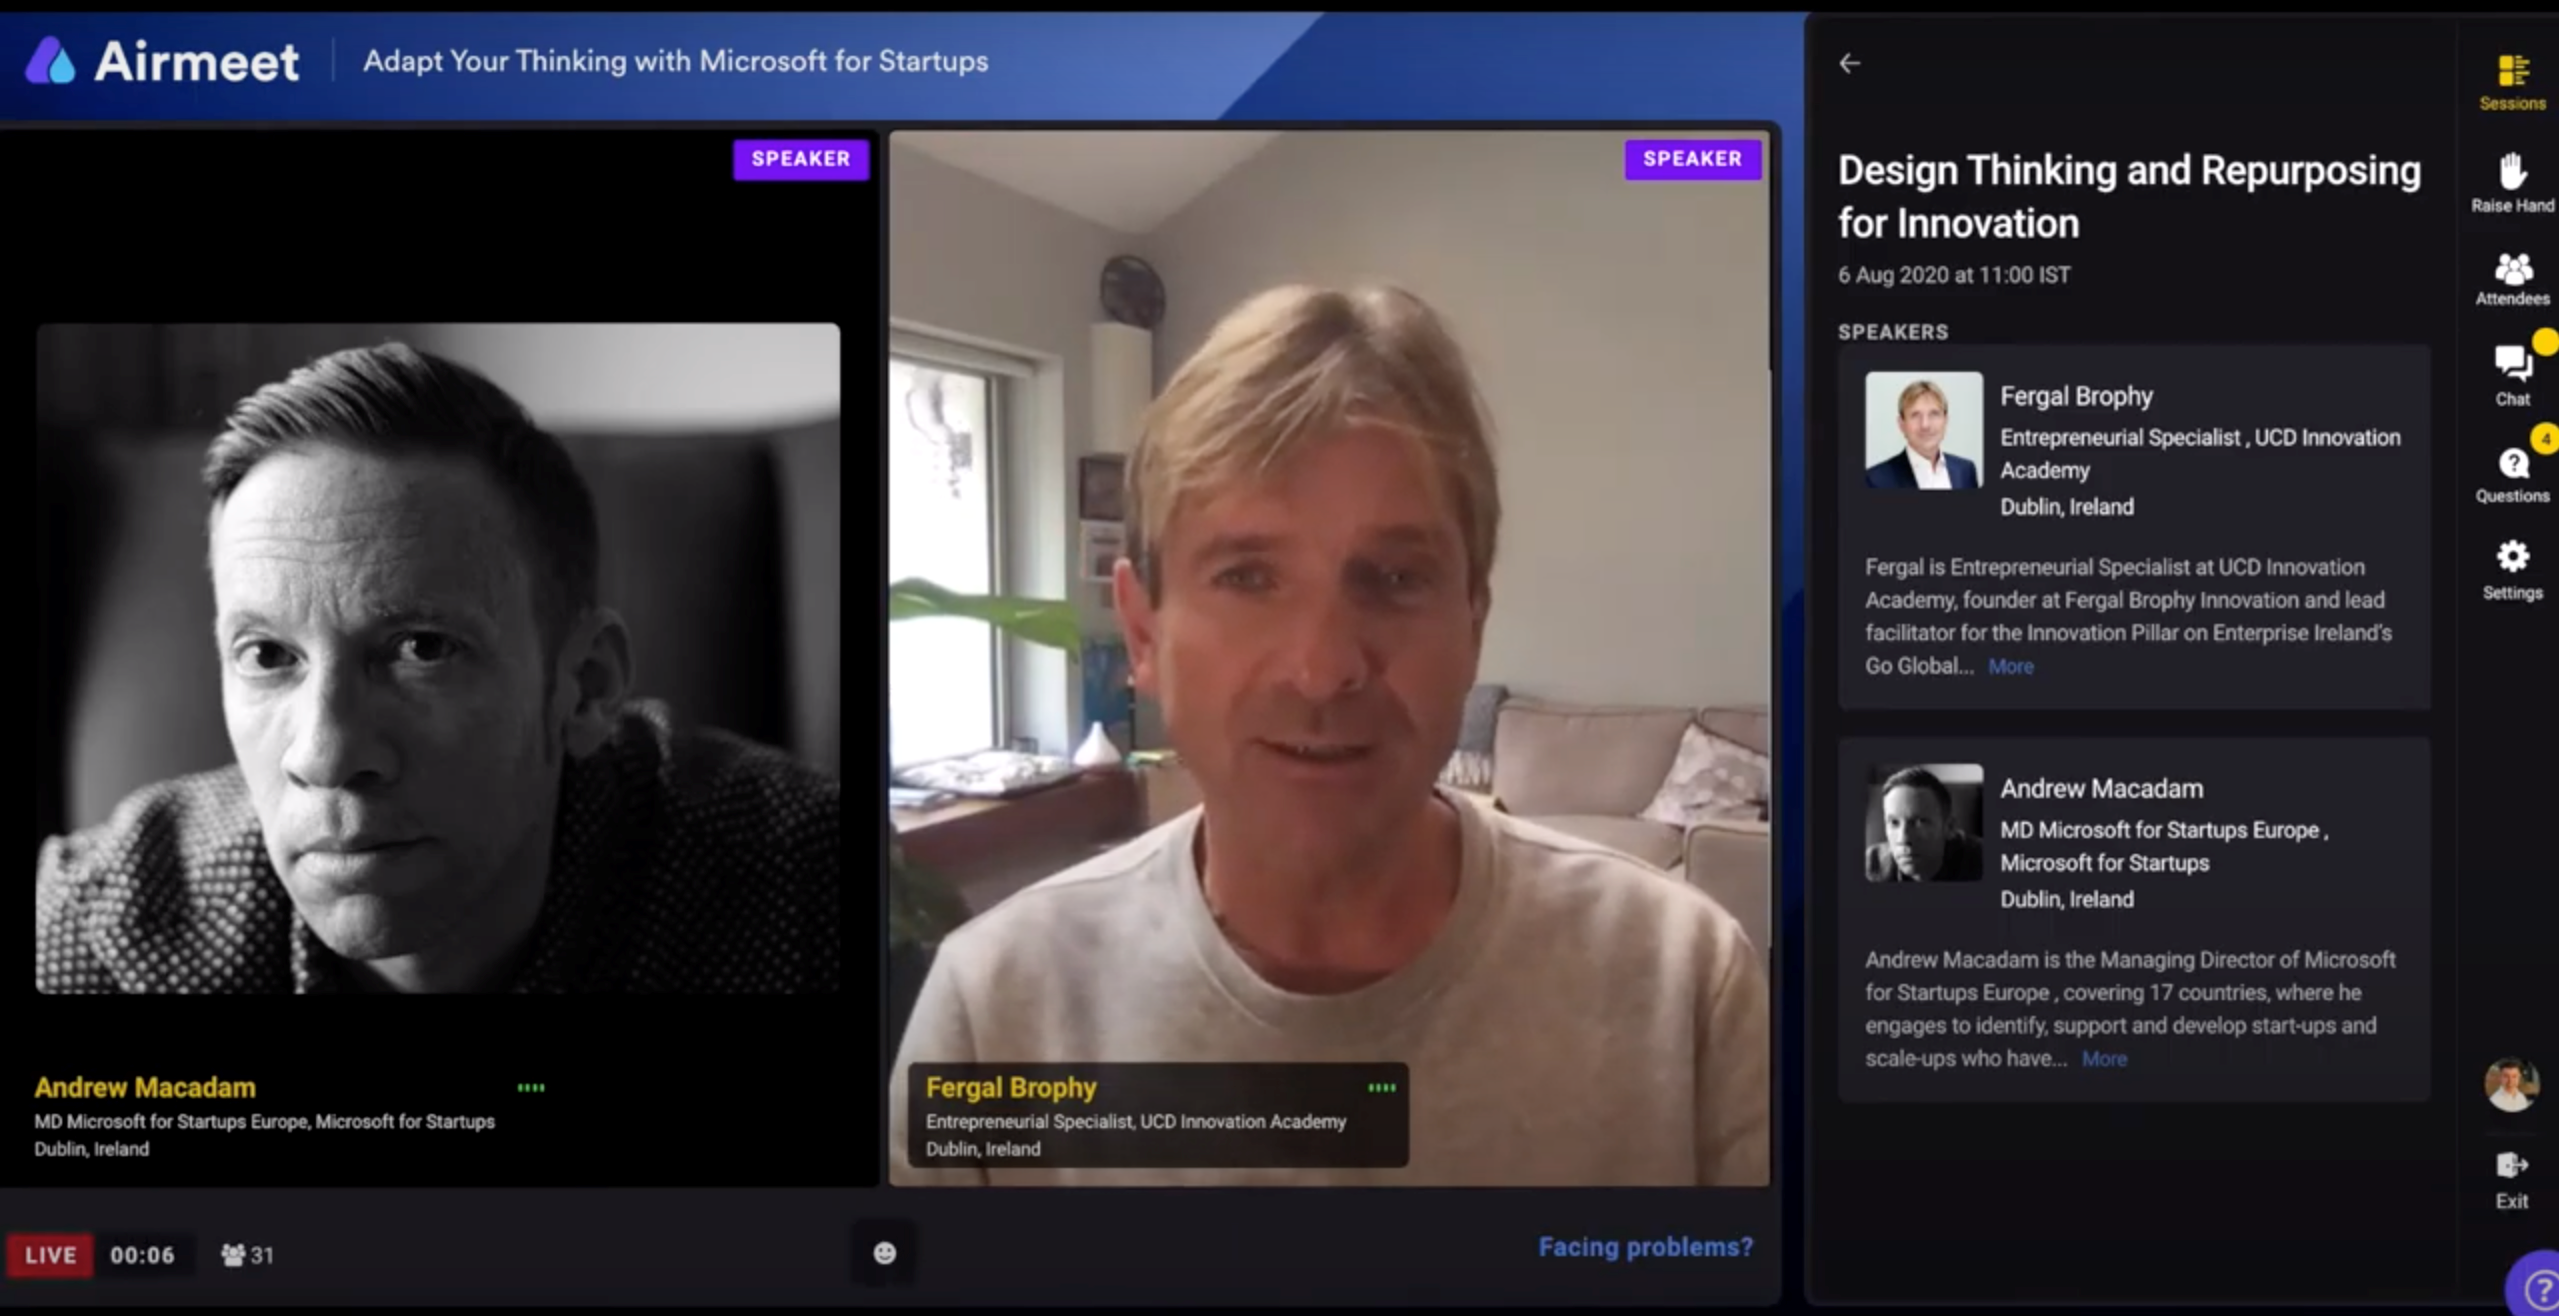 Airmeet
Adapt Your Thinking with Microsoft for Startups
SPEAKER
Andrew Macadam
MD Microsoft for Startups Europe, Microsoft for Startups
Dublin, Ireland
SPEAKER
Fergal Brophy
Entrepreneurial Specialist, UCD Innovation Academy
Dublin, Ireland
LIVE
00:06
31
Facing problems?
Design Thinking and Repurposing
for Innovation
6 Aug 2020 at 11:00 IST
SPEAKERS
Fergal Brophy
Entrepreneurial Specialist , UCD Innovation
Academy
Dublin, Ireland
Fergal is Entrepreneurial Specialist at UCD Innovation
Academy, founder at Fergal Brophy Innovation and lead
facilitator for the Innovation Pillar on Enterprise Ireland's
Go Global... More
Andrew Macadam
MD Microsoft for Startups Europe ,
Microsoft for Startups
Dublin, Ireland
Andrew Macadam is the Managing Director of Microsoft
for Startups Europe , covering 17 countries, where he
engages to identify, support and develop start-ups and
scale-ups who have... More
Sessions
Raise Hand
Attendees
Chat
4
Questions
Settings
Exit